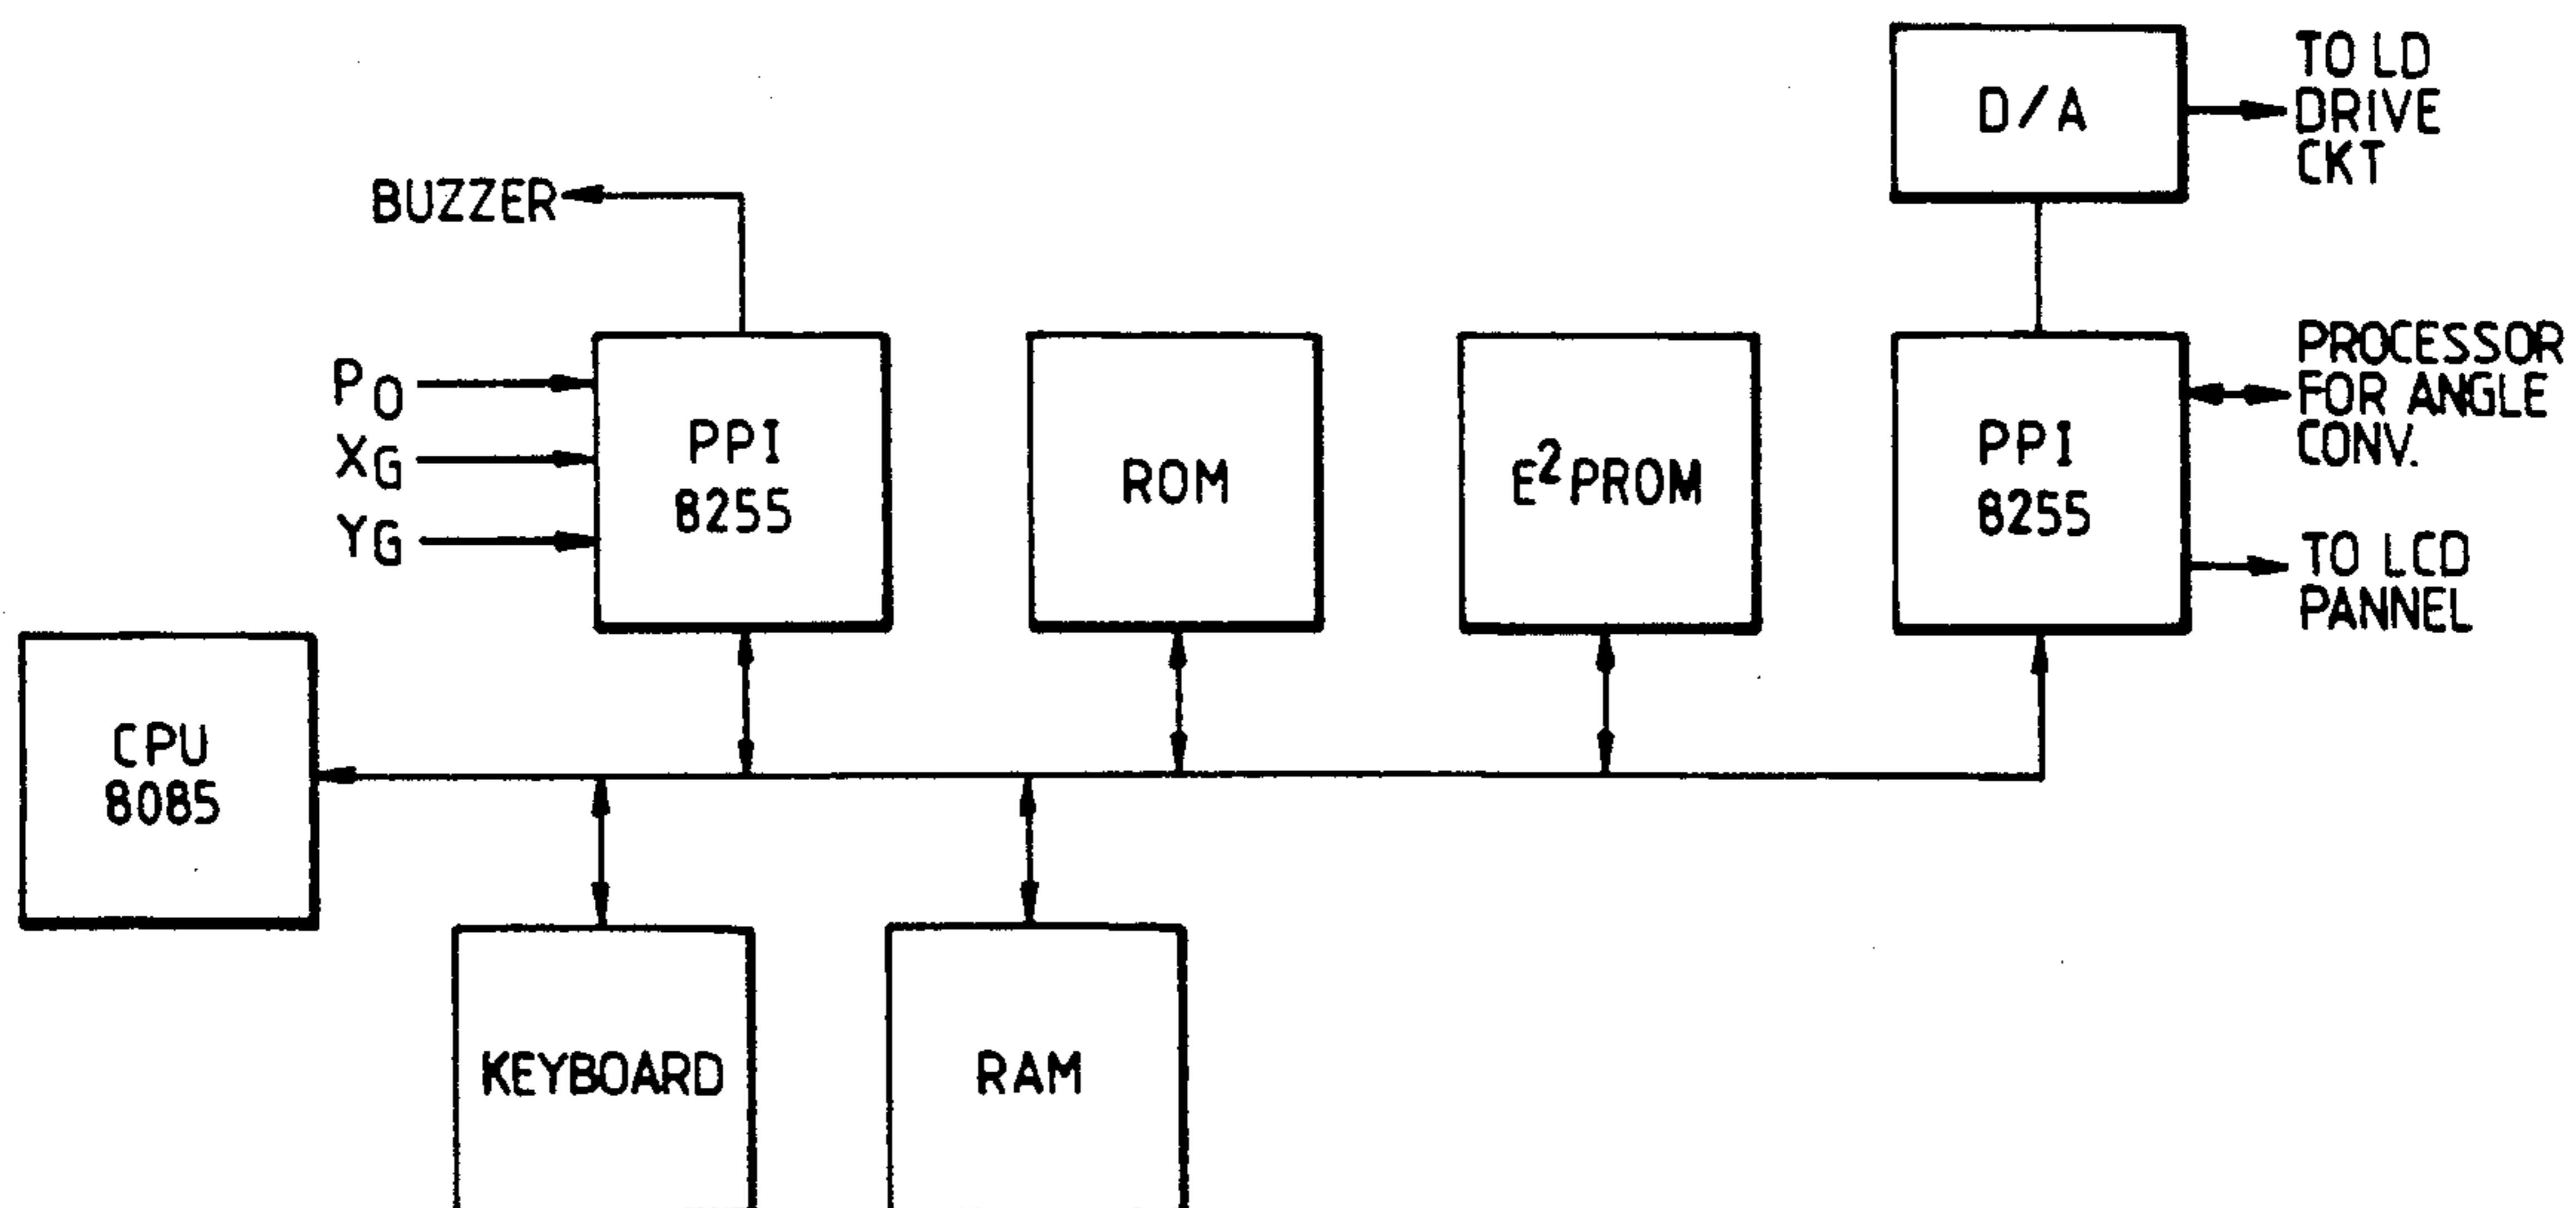 TO LD
DRIVE
CKT
D/A
BUZZER
PO
XG
YG
PPI
8255
ROM
E²PROM
PPI
8255
PROCESSOR
FOR ANGLE
CONV.
TO LCD
PANNEL
CPU
8085
KEYBOARD
RAM